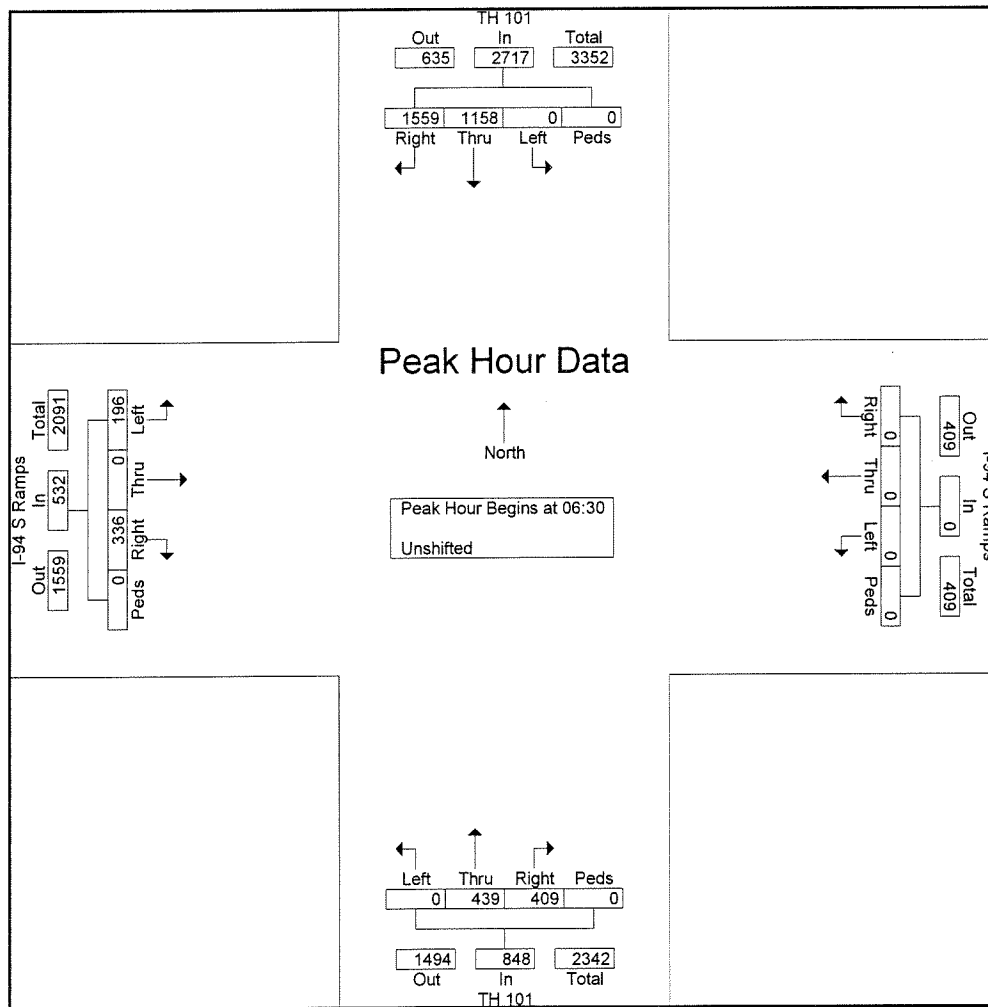 TH 101
Out In Total
635 2717 3352
1559 1158 0 0
Right Thru Left Peds
Peak Hour Data
North
Peak Hour Begins at 06:30
Unshifted
I-94 S Ramps
Out In Total
1559 532 2091
196 0 336 0
Left Thru Right Peds
Out In Total
409 0 409
Right Thru Left Peds
0 0 0 0
I-94 S Ramps
Left Thru Right Peds
0 439 409 0
1494 848 2342
Out In Total
TH 101